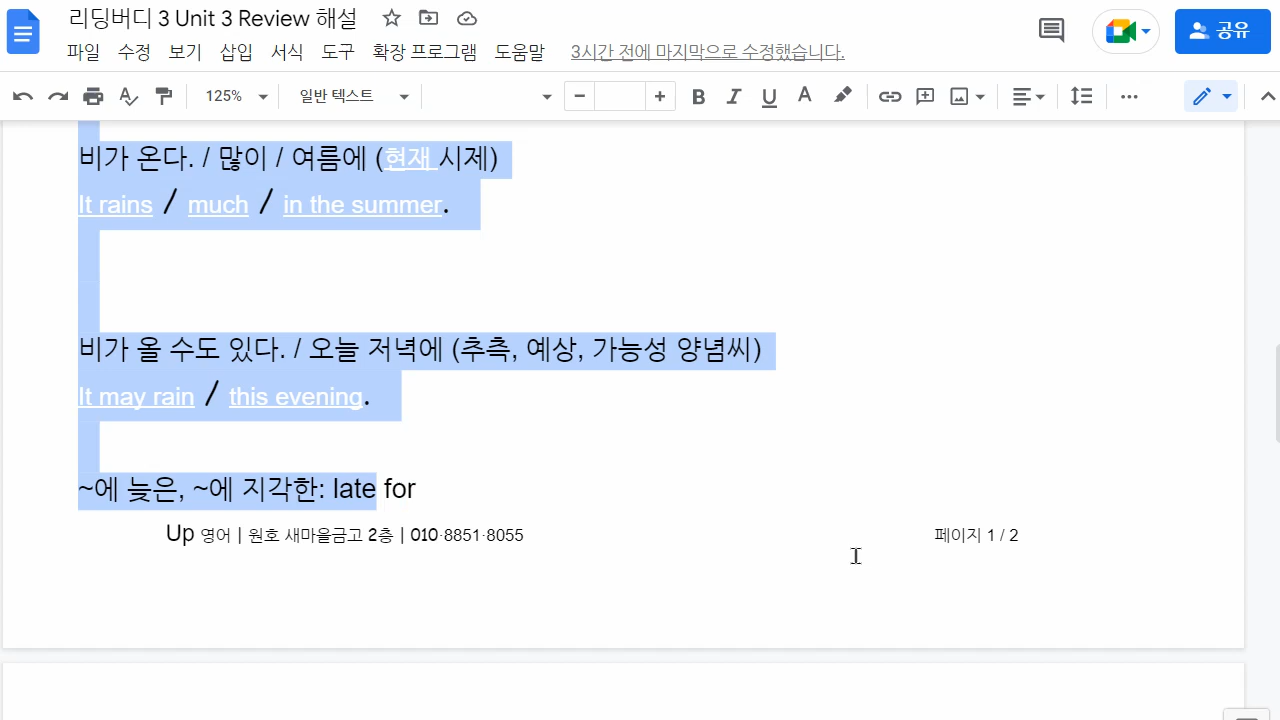 리딩버디 3 Unit 3 Review 해설
파일 수정 보기 삽입 서식 도구 확장 프로그램 도움말 3시간 전에 마지막으로 수정했습니다.
공유
125% 일반 텍스트 B I U A
비가 온다. / 많이 / 여름에 (현재 시제)
It rains / much / in the summer.
비가 올 수도 있다. / 오늘 저녁에 (추측, 예상, 가능성 양념씨)
It may rain / this evening.
~에 늦은, ~에 지각한: late for
Up 영어 | 원호 새마을금고 2층 | 010·8851·8055 페이지 1 / 2